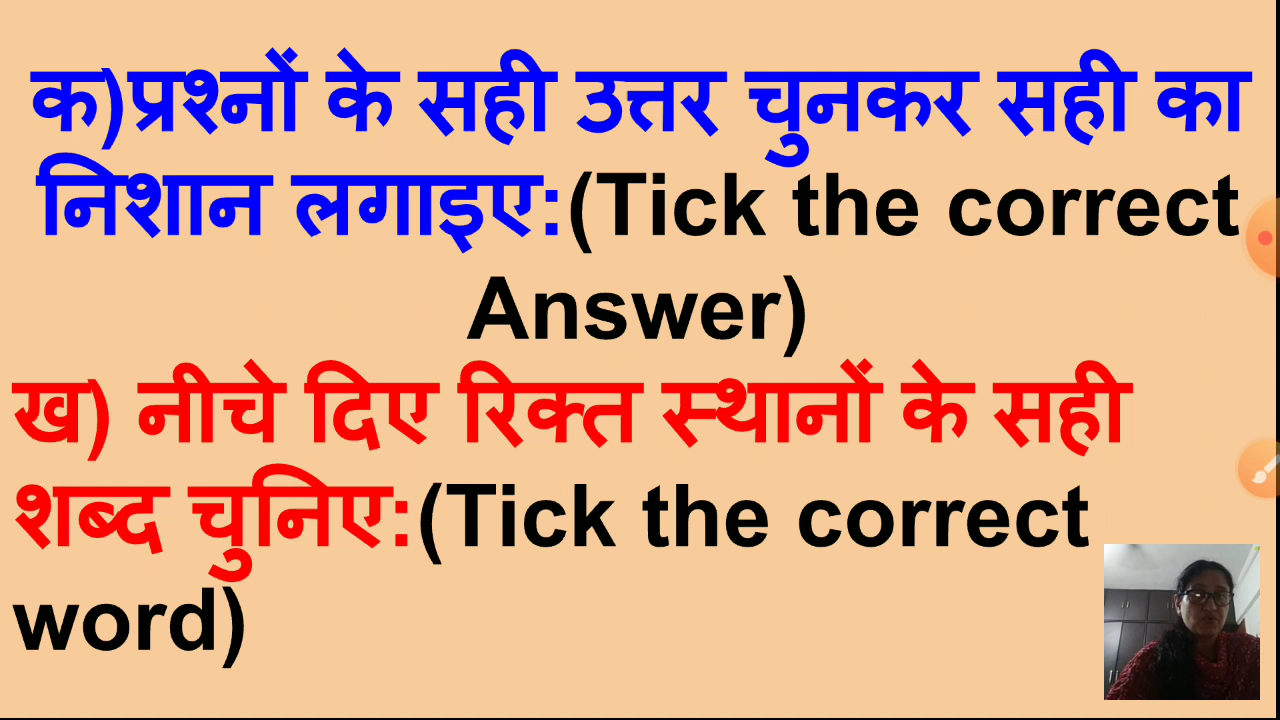 क)प्रश्नों के सही उत्तर चुनकर सही का
निशान लगाइए:(Tick the correct
Answer)
ख) नीचे दिए रिक्त स्थानों के सही
शब्द चुनिए:(Tick the correct
word)